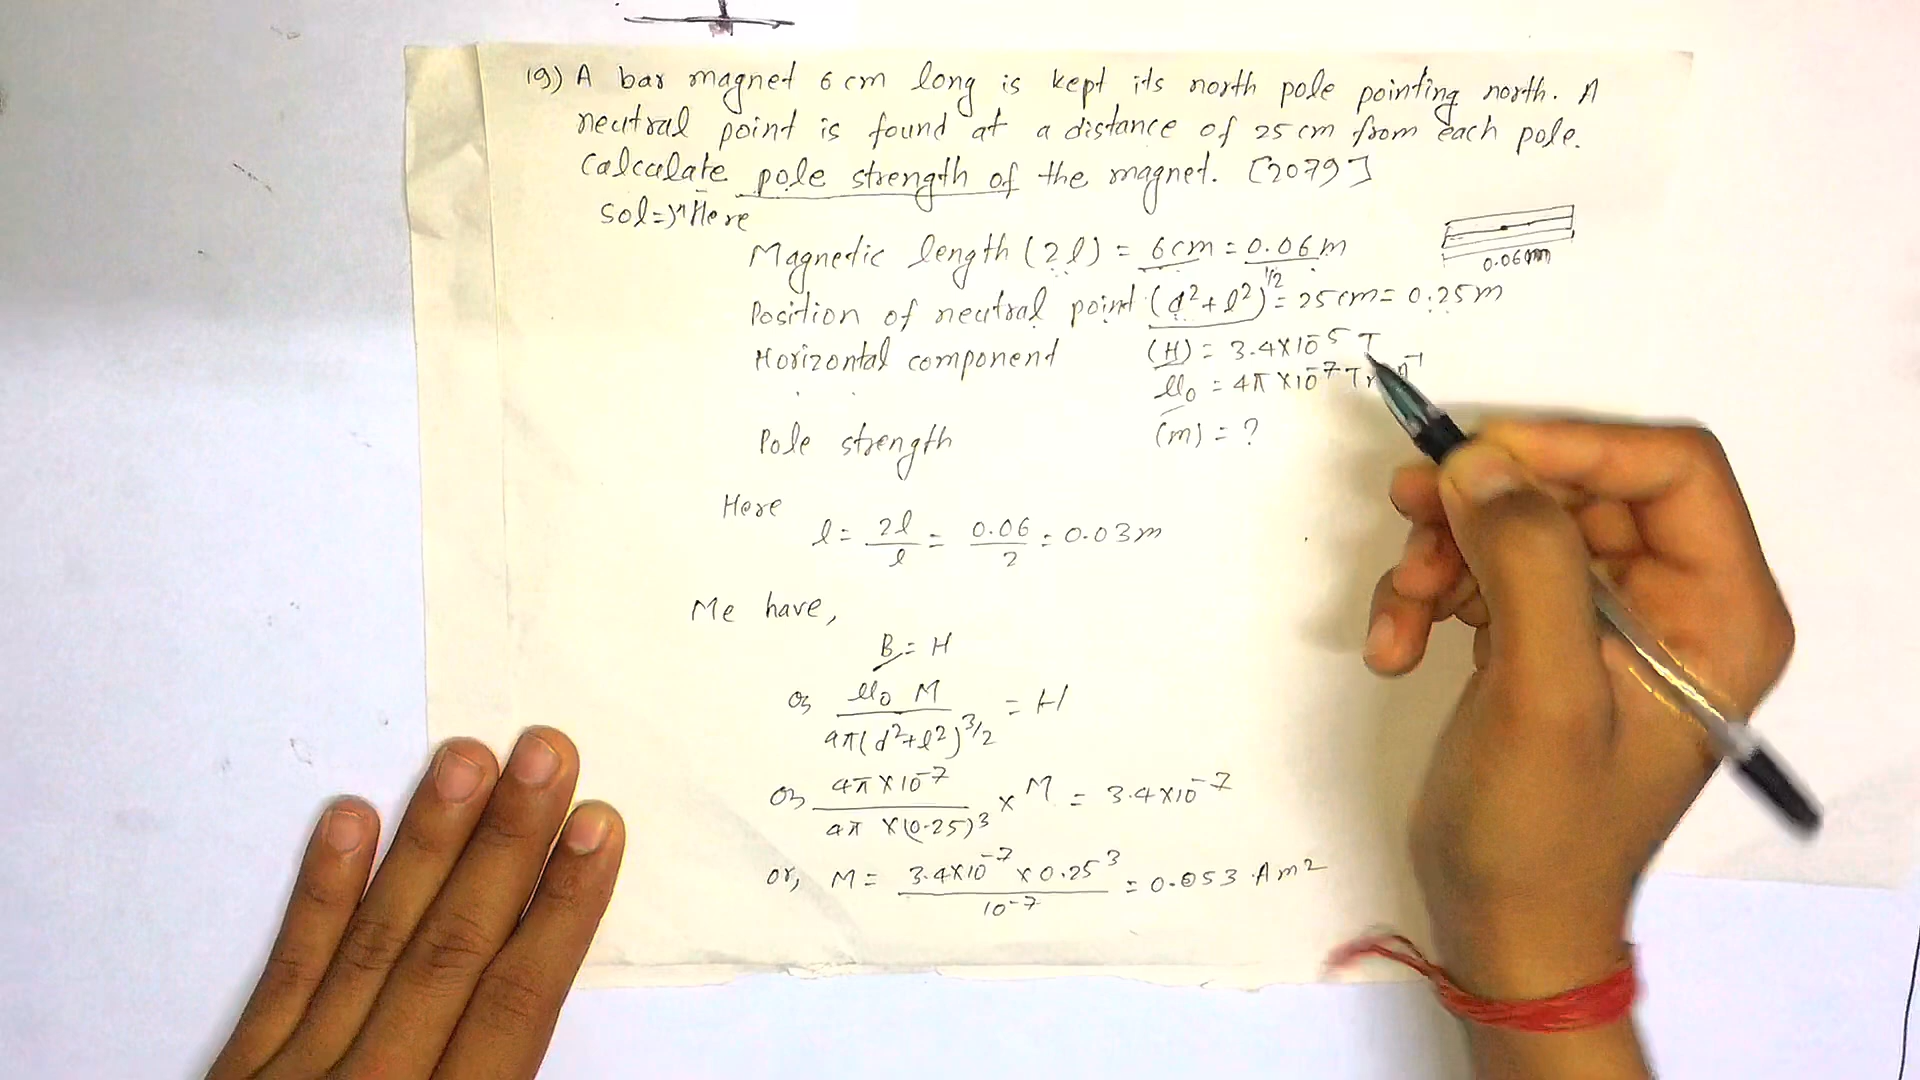 19) A bar magnet 6 cm long is kept its north pole pointing north. A
neutral point is found at a distance of 25 cm from each pole.
Calculate pole strength of the magnet. [2079]
Sol=)ⁿ Here
Magnetic length (2l) = 6cm = 0.06m
0.06m
Position of neutral point (d²+l²)^1/2 = 25cm = 0.25m
Horizontal component (H) = 3.4×10⁻⁵ T
μ₀ = 4π×10⁻⁷ T
Pole strength (m) = ?
Here
l = 2l/l = 0.06/2 = 0.03m
We have,
B = H
or μ₀ M / 4π(d²+l²)^3/2 = H
or 4π×10⁻⁷ / 4π×(0.25)³ × M = 3.4×10⁻⁷
or, M = 3.4×10⁻⁷ × 0.25³ / 10⁻⁷ = 0.053 Am²